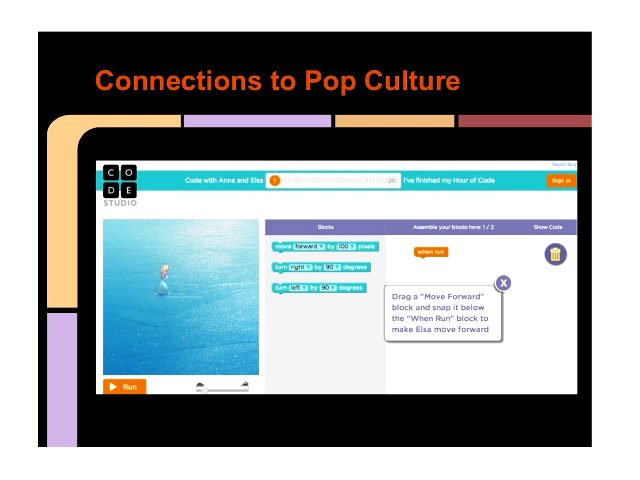 Connections to Pop Culture
Report Bug
C O
D E
STUDIO
Code with Anna and Elsa 1 20 I've finished my Hour of Code
Sign in
Blocks
Assemble your blocks here: 1 / 2
Show Code
move forward by 100 pixels
turn right by 90 degrees
turn left by 90 degrees
when run
X
Drag a "Move Forward"
block and snap it below
the "When Run" block to
make Elsa move forward
Run